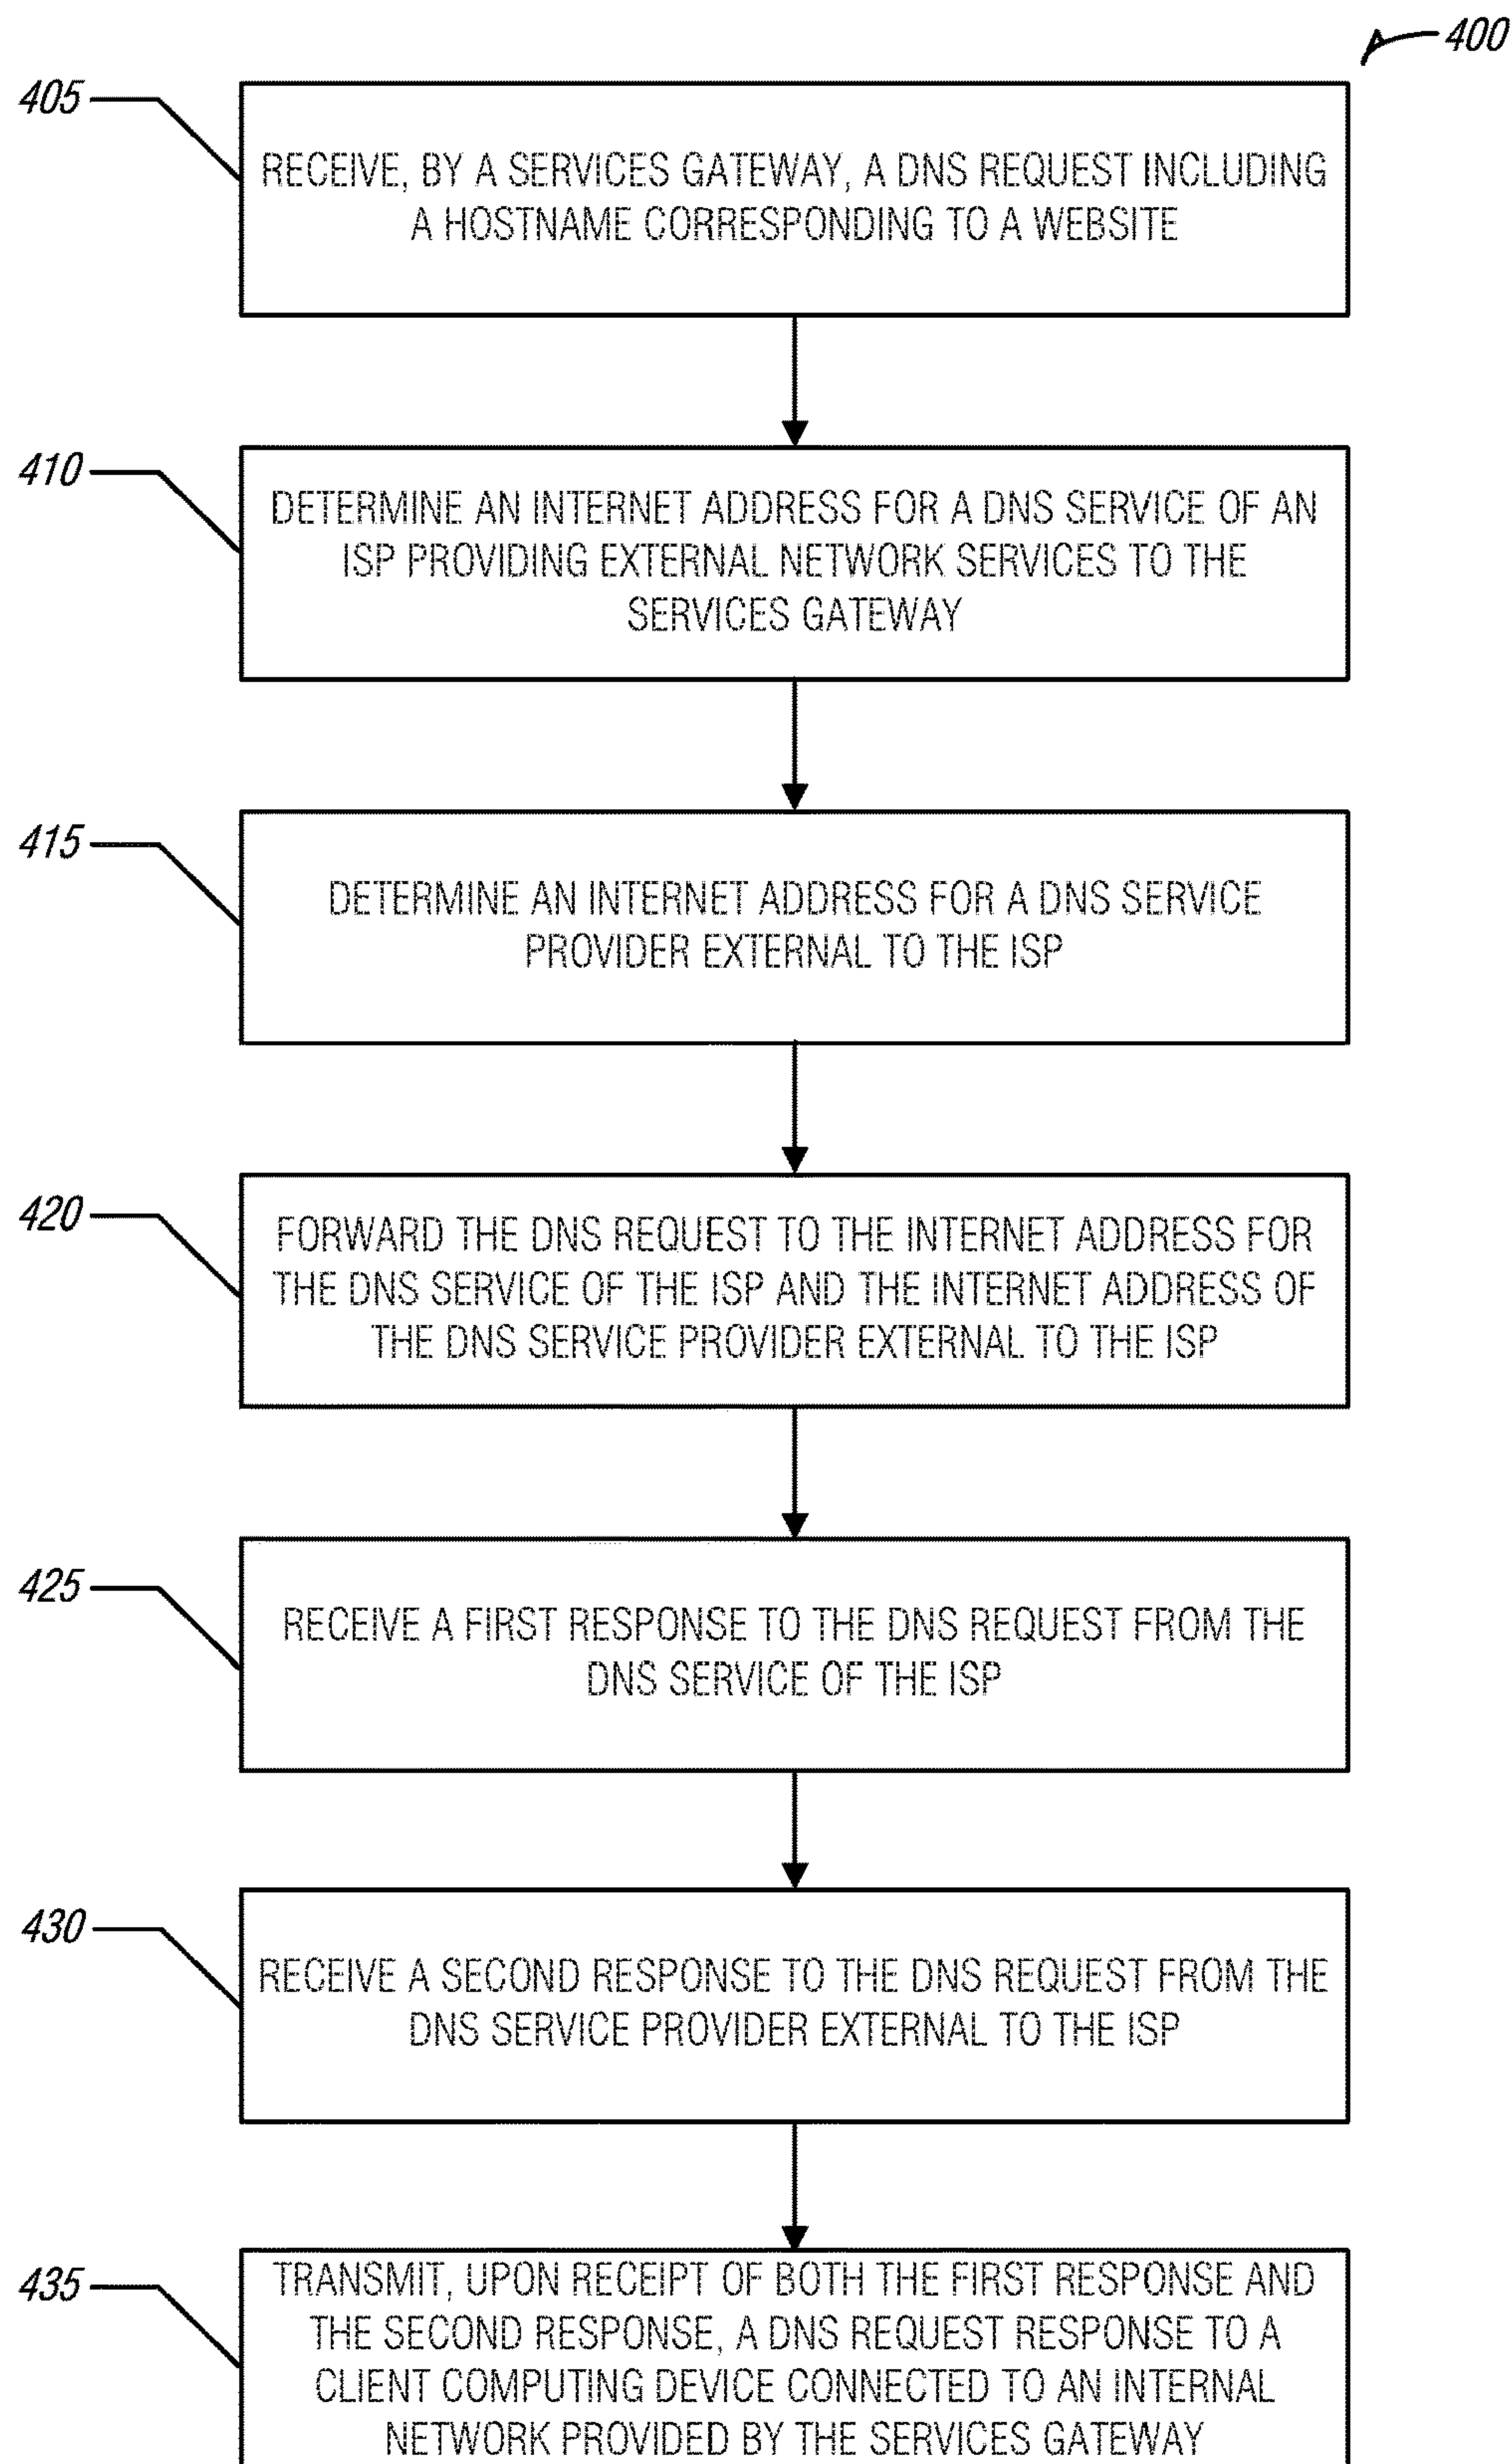 400
405
RECEIVE, BY A SERVICES GATEWAY, A DNS REQUEST INCLUDING
A HOSTNAME CORRESPONDING TO A WEBSITE
410
DETERMINE AN INTERNET ADDRESS FOR A DNS SERVICE OF AN
ISP PROVIDING EXTERNAL NETWORK SERVICES TO THE
SERVICES GATEWAY
415
DETERMINE AN INTERNET ADDRESS FOR A DNS SERVICE
PROVIDER EXTERNAL TO THE ISP
420
FORWARD THE DNS REQUEST TO THE INTERNET ADDRESS FOR
THE DNS SERVICE OF THE ISP AND THE INTERNET ADDRESS OF
THE DNS SERVICE PROVIDER EXTERNAL TO THE ISP
425
RECEIVE A FIRST RESPONSE TO THE DNS REQUEST FROM THE
DNS SERVICE OF THE ISP
430
RECEIVE A SECOND RESPONSE TO THE DNS REQUEST FROM THE
DNS SERVICE PROVIDER EXTERNAL TO THE ISP
435
TRANSMIT, UPON RECEIPT OF BOTH THE FIRST RESPONSE AND
THE SECOND RESPONSE, A DNS REQUEST RESPONSE TO A
CLIENT COMPUTING DEVICE CONNECTED TO AN INTERNAL
NETWORK PROVIDED BY THE SERVICES GATEWAY